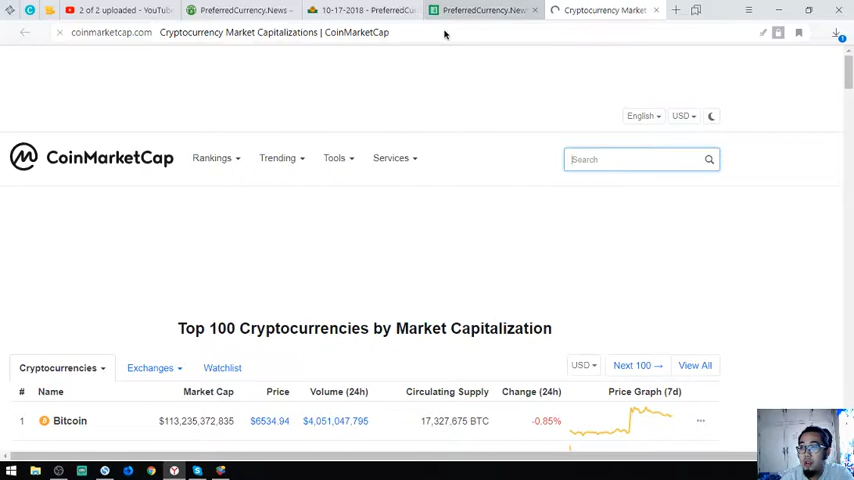 2 of 2 uploaded - YouTube
PreferredCurrency.News –
10-17-2018 - PreferredCu
PreferredCurrency.New
Cryptocurrency Market
coinmarketcap.com Cryptocurrency Market Capitalizations | CoinMarketCap
English USD
CoinMarketCap Rankings Trending Tools Services Search
Top 100 Cryptocurrencies by Market Capitalization
Cryptocurrencies Exchanges Watchlist USD Next 100 → View All
# Name Market Cap Price Volume (24h) Circulating Supply Change (24h) Price Graph (7d)
1 Bitcoin $113,235,372,835 $6534.94 $4,051,047,795 17,327,675 BTC -0.85%